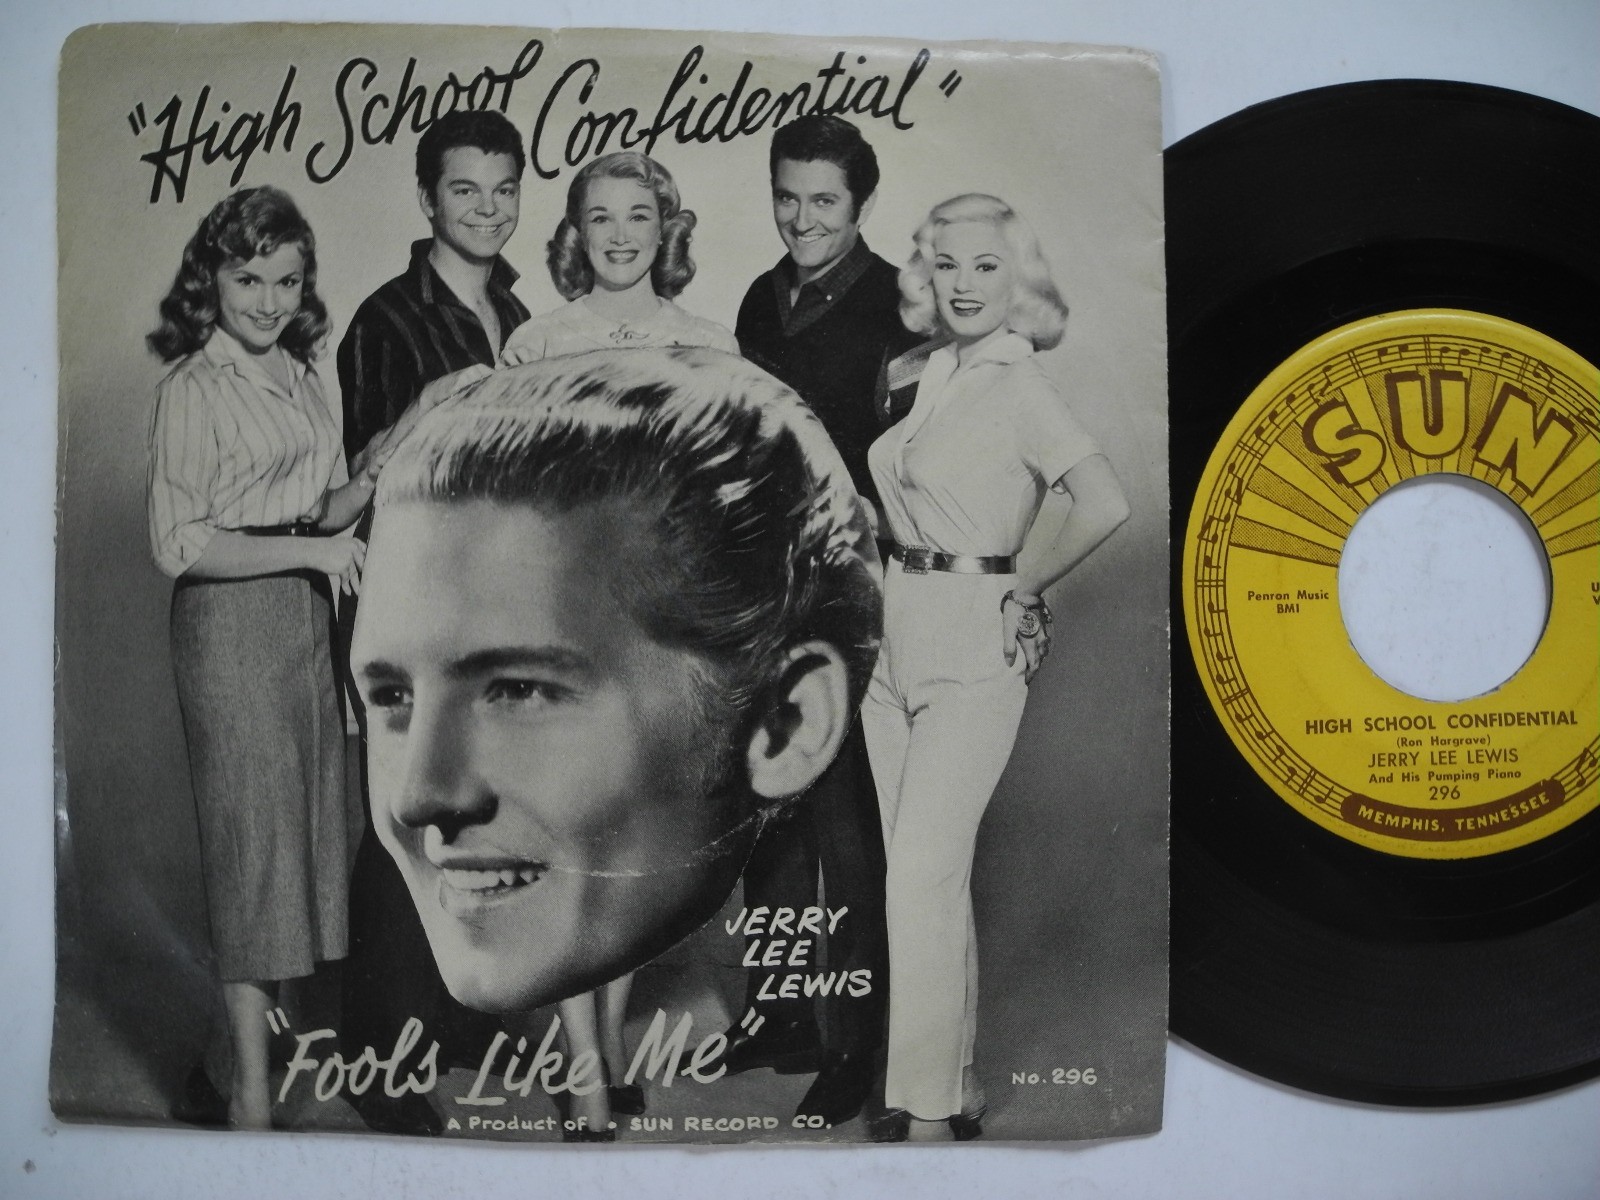 "High School Confidential"
JERRY
LEE
LEWIS
"Fools Like Me"
No. 296
A Product of • SUN RECORD CO.
SUN
Penron Music
BMI
HIGH SCHOOL CONFIDENTIAL
(Ron Hargrave)
JERRY LEE LEWIS
And His Pumping Piano
296
MEMPHIS, TENNESSEE